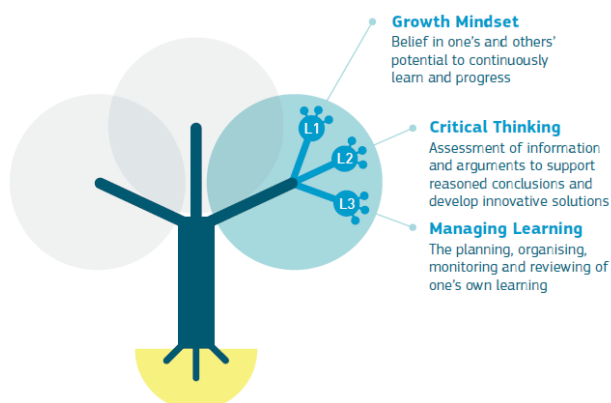 Growth Mindset
Belief in one's and others'
potential to continuously
learn and progress
L1
L2
L3
Critical Thinking
Assessment of information
and arguments to support
reasoned conclusions and
develop innovative solutions
Managing Learning
The planning, organising,
monitoring and reviewing of
one's own learning